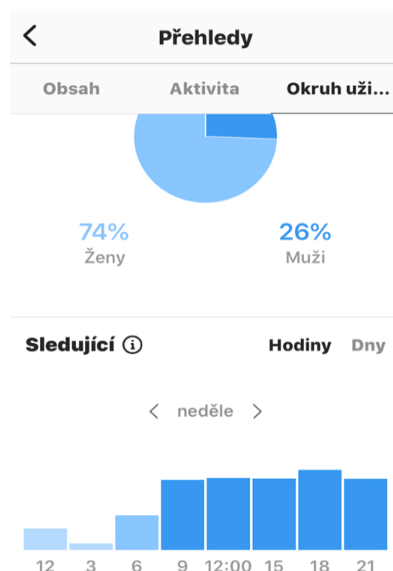 Přehledy
Obsah Aktivita Okruh uži...
74% 26%
Ženy Muži
Sledující Hodiny Dny
neděle
12 3 6 9 12:00 15 18 21